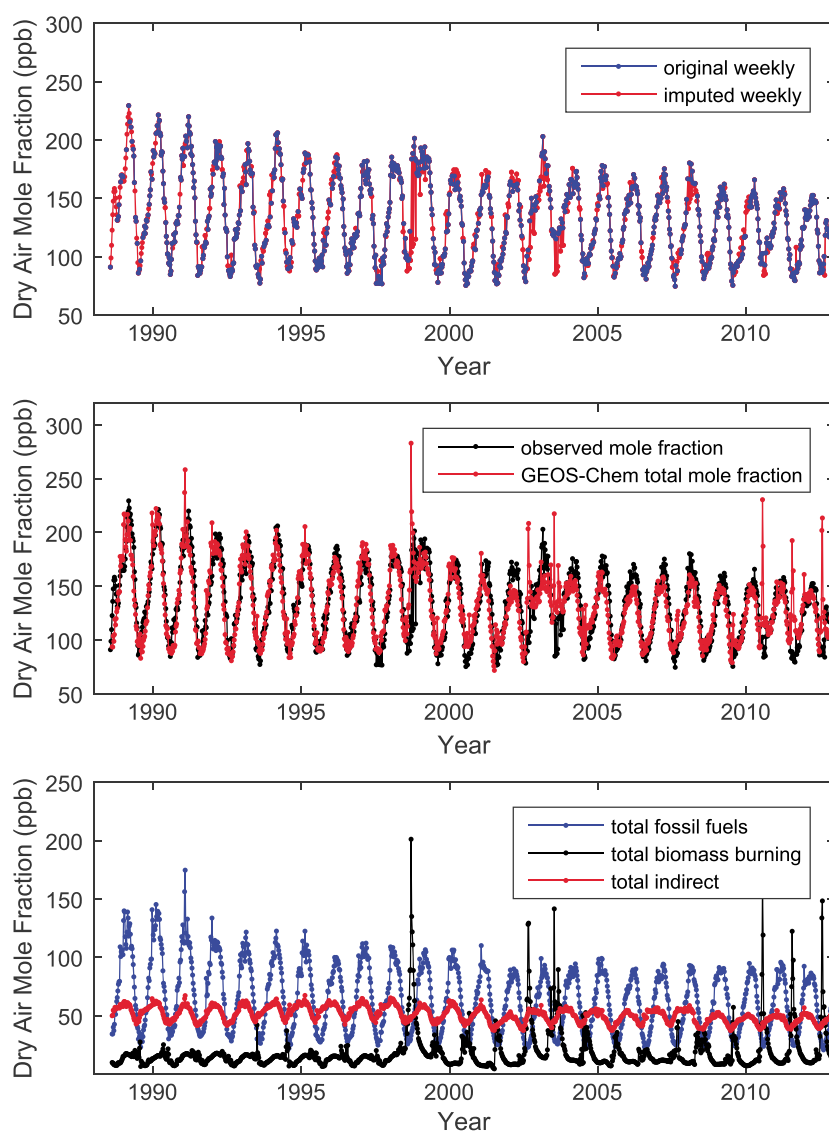 300
250
200
150
100
50
Dry Air Mole Fraction (ppb)
original weekly
imputed weekly
1990 1995 2000 2005 2010
Year
300
250
200
150
100
50
Dry Air Mole Fraction (ppb)
observed mole fraction
GEOS-Chem total mole fraction
1990 1995 2000 2005 2010
Year
250
200
150
100
50
Dry Air Mole Fraction (ppb)
total fossil fuels
total biomass burning
total indirect
1990 1995 2000 2005 2010
Year